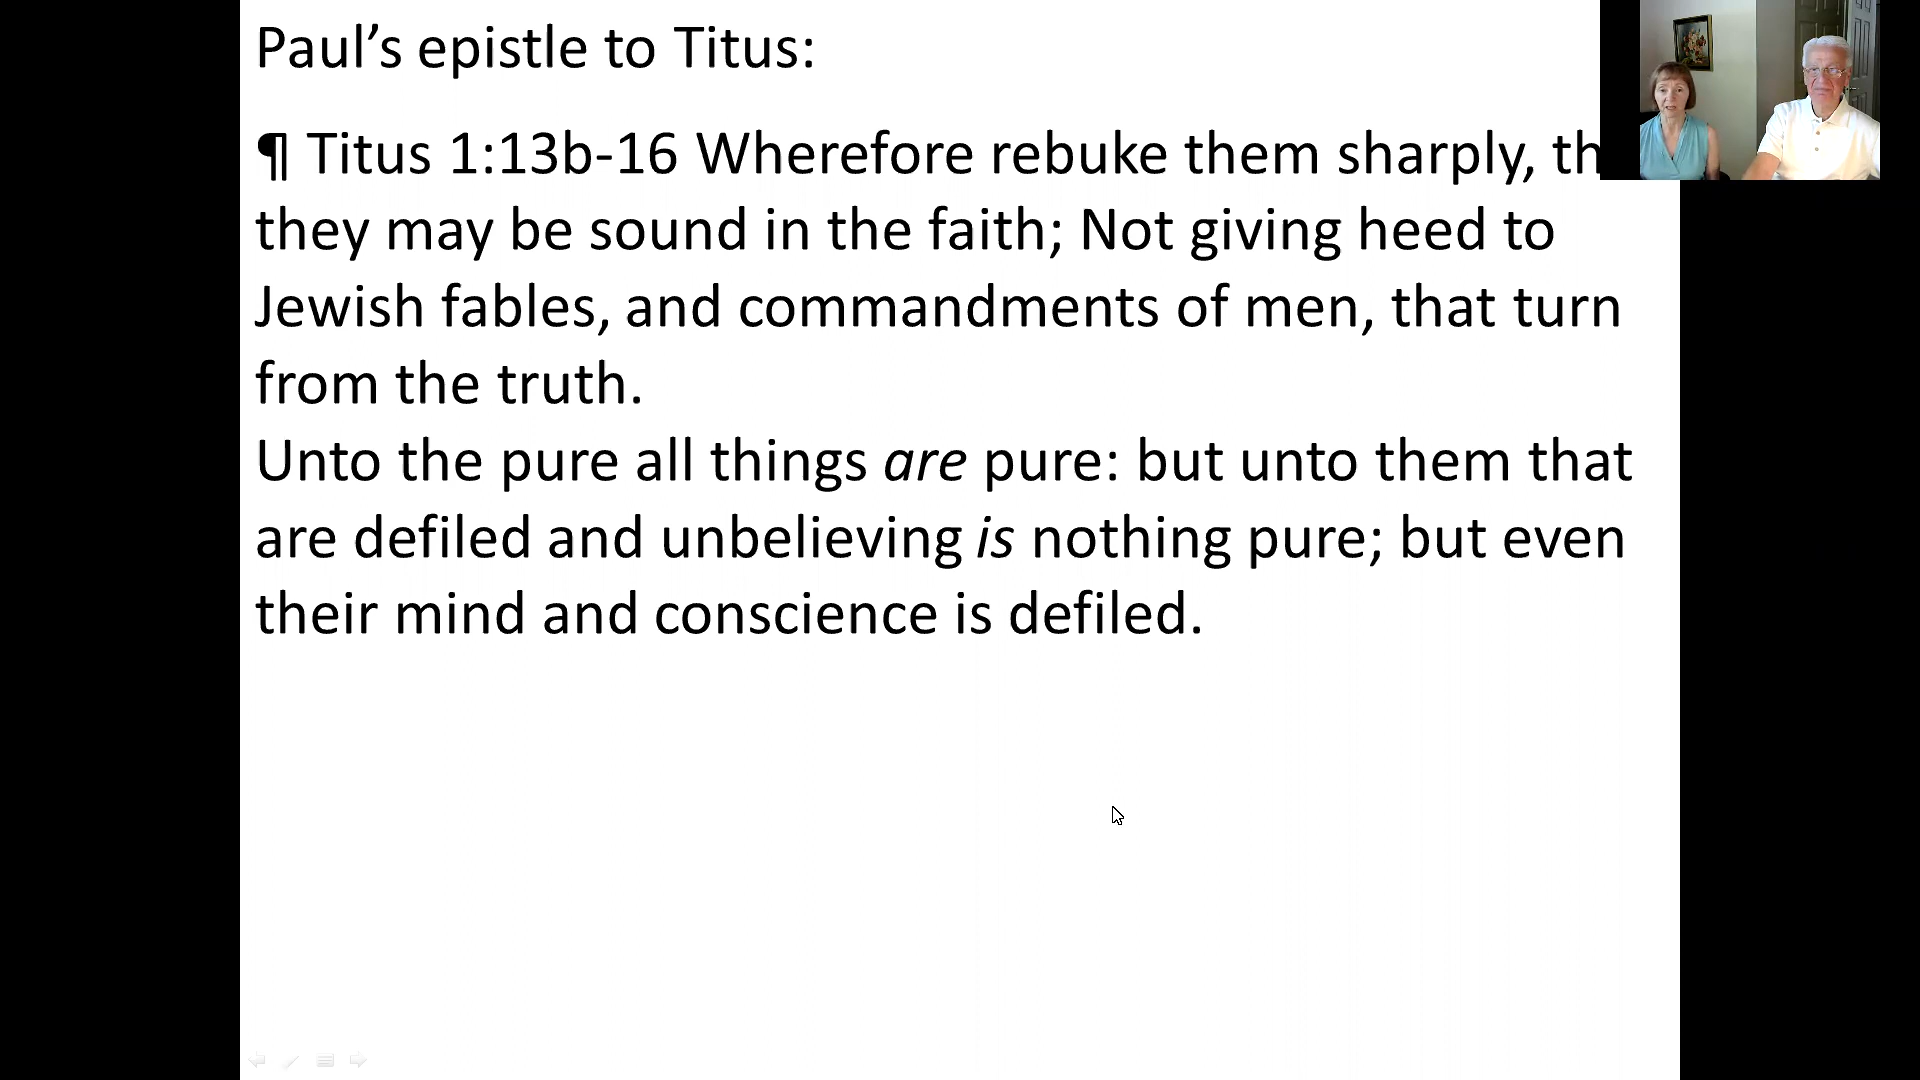 Paul’s epistle to Titus:
¶ Titus 1:13b-16 Wherefore rebuke them sharply,
they may be sound in the faith; Not giving heed to
Jewish fables, and commandments of men, that turn
from the truth.
Unto the pure all things are pure: but unto them that
are defiled and unbelieving is nothing pure; but even
their mind and conscience is defiled.